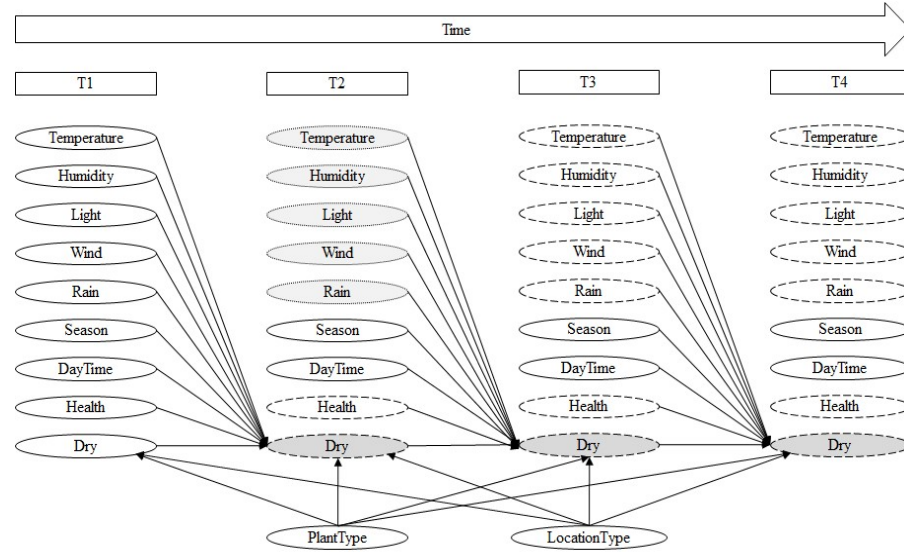 Time
T1 T2 T3 T4
Temperature Temperature Temperature Temperature
Humidity Humidity Humidity Humidity
Light Light Light Light
Wind Wind Wind Wind
Rain Rain Rain Rain
Season Season Season Season
DayTime DayTime DayTime DayTime
Health Health Health Health
Dry Dry Dry Dry
PlantType LocationType